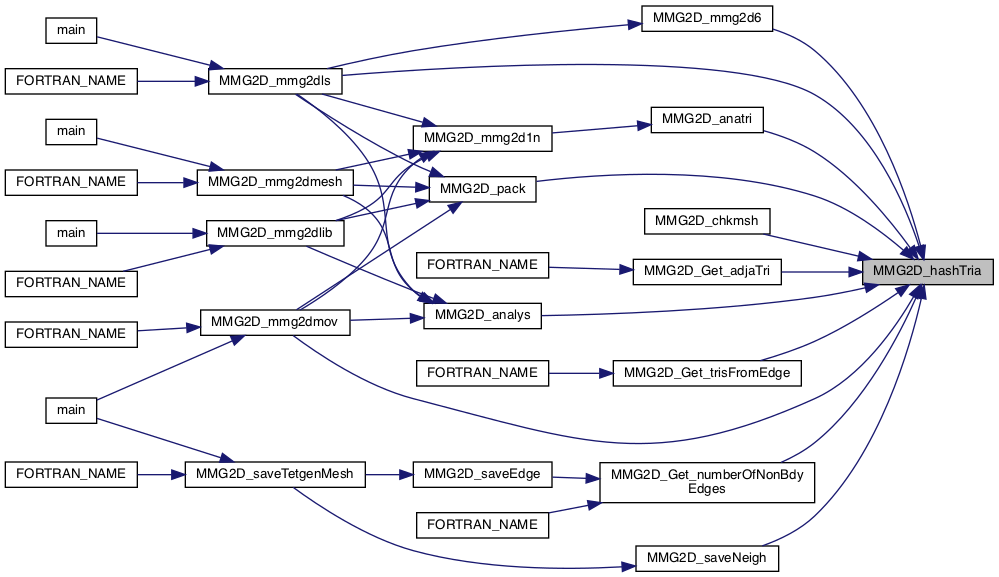 MMG2D_mmg2d6
main
MMG2D_mmg2dls
FORTRAN_NAME
MMG2D_anatri
main
MMG2D_mmg2d1n
MMG2D_mmg2dmesh
FORTRAN_NAME
MMG2D_pack
MMG2D_chkmsh
main
MMG2D_mmg2dlib
FORTRAN_NAME
MMG2D_Get_adjaTri
MMG2D_hashTria
FORTRAN_NAME
MMG2D_analys
MMG2D_mmg2dmov
FORTRAN_NAME
FORTRAN_NAME
MMG2D_Get_trisFromEdge
main
FORTRAN_NAME
MMG2D_saveTetgenMesh
MMG2D_saveEdge
MMG2D_Get_numberOfNonBdy
Edges
FORTRAN_NAME
MMG2D_saveNeigh